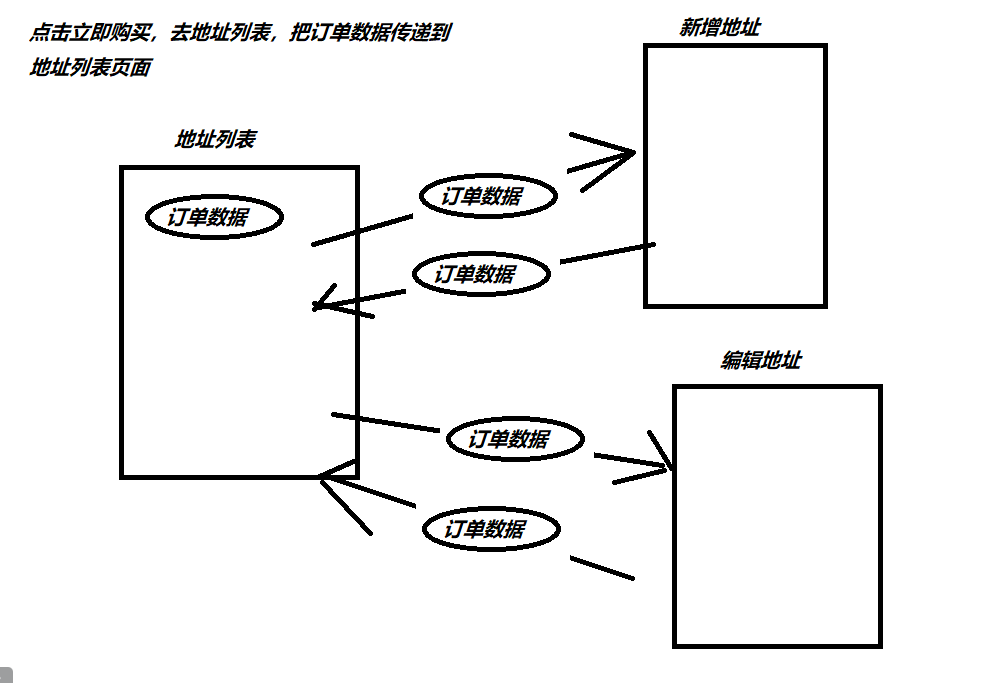 点击立即购买，去地址列表，把订单数据传递到
地址列表页面
新增地址
地址列表
订单数据
订单数据
订单数据
编辑地址
订单数据
订单数据